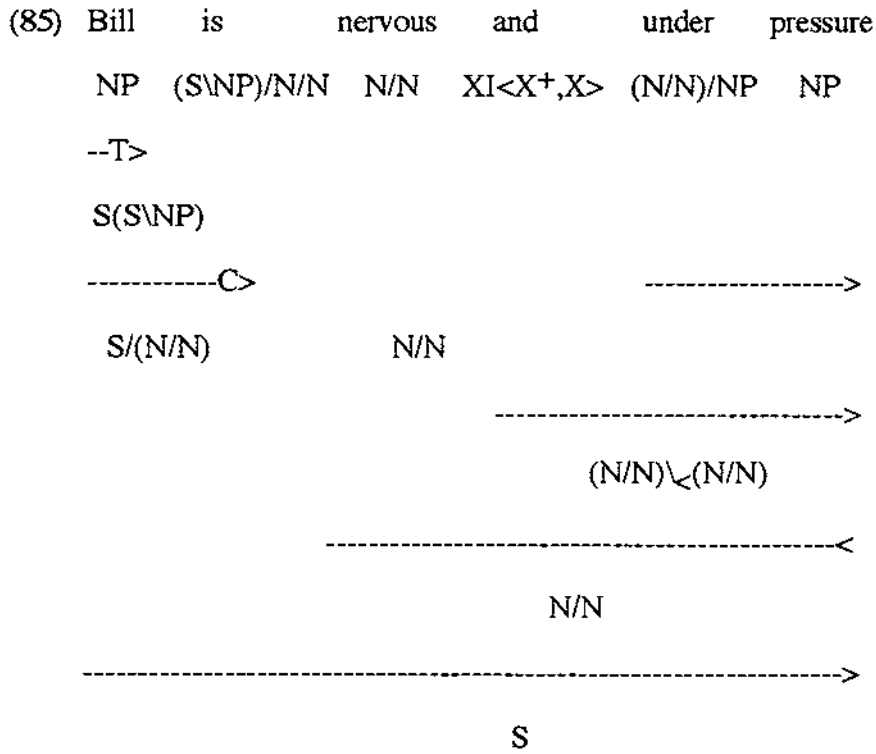 (85) Bill is nervous and under pressure
NP (S\NP)/N/N N/N XI<X+,X> (N/N)/NP NP
--T>
S(S\NP)
------------C> ------------------>
S/(N/N) N/N
------------------------------>
(N/N)\<(N/N)
--------------------------------------------<
N/N
------------------------------------------------------------------>
S